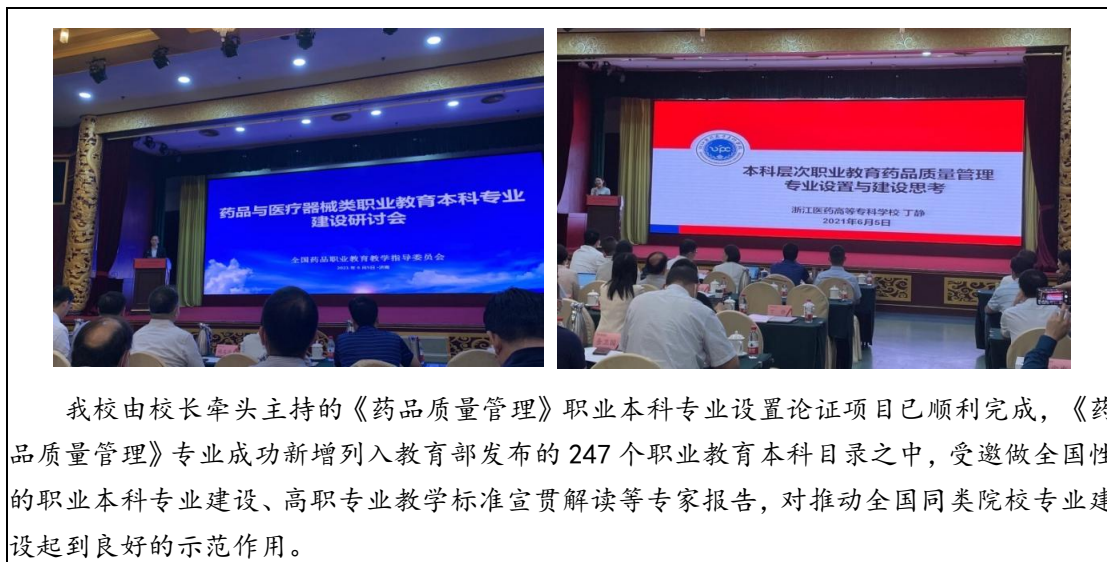 药品与医疗器械类职业教育本科专业
建设研讨会
全国药品职业教育教学指导委员会
本科层次职业教育药品质量管理
专业设置与建设思考
浙江医药高等专科学校 丁静
2021年6月5日
我校由校长牵头主持的《药品质量管理》职业本科专业设置论证项目已顺利完成，《药
品质量管理》专业成功新增列入教育部发布的 247 个职业教育本科目录之中，受邀做全国性
的职业本科专业建设、高职专业教学标准宣贯解读等专家报告，对推动全国同类院校专业建
设起到良好的示范作用。